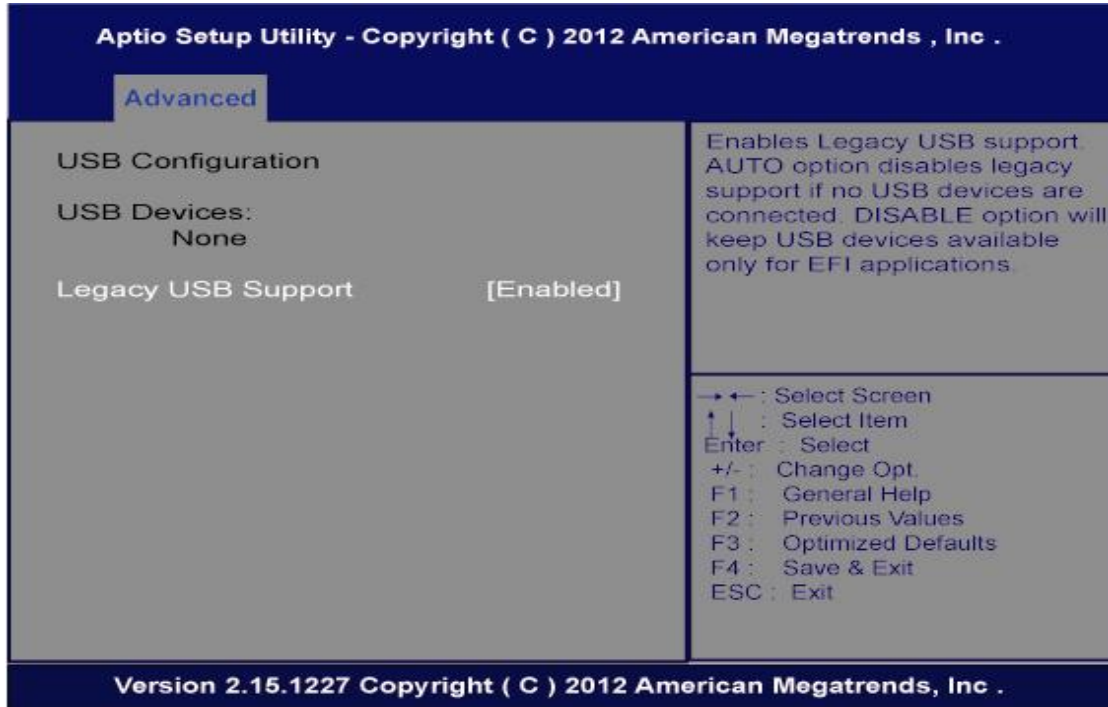 Aptio Setup Utility - Copyright ( C ) 2012 American Megatrends , Inc .
Advanced
USB Configuration
USB Devices:
None
Legacy USB Support [Enabled]
Enables Legacy USB support.
AUTO option disables legacy
support if no USB devices are
connected. DISABLE option will
keep USB devices available
only for EFI applications.
→ ← : Select Screen
↑ ↓ : Select Item
Enter : Select
+/- : Change Opt.
F1 : General Help
F2 : Previous Values
F3 : Optimized Defaults
F4 : Save & Exit
ESC : Exit
Version 2.15.1227 Copyright ( C ) 2012 American Megatrends, Inc .